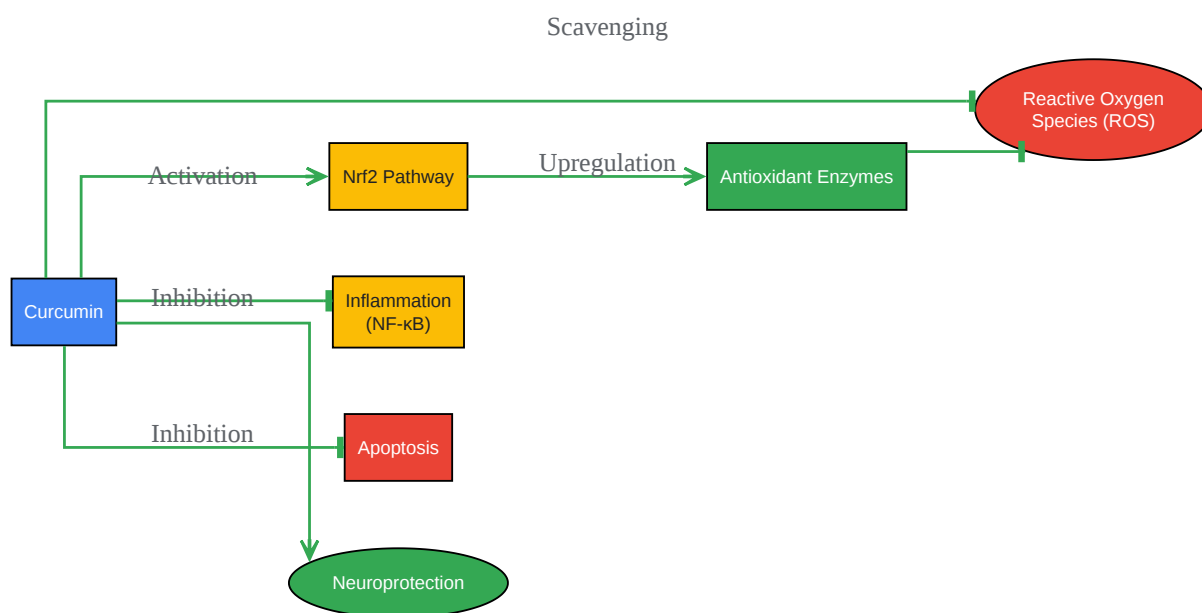 Scavenging
Reactive Oxygen
Species (ROS)
Activation
Nrf2 Pathway
Upregulation
Antioxidant Enzymes
Curcumin
Inhibition
Inflammation
(NF-κB)
Inhibition
Apoptosis
Neuroprotection